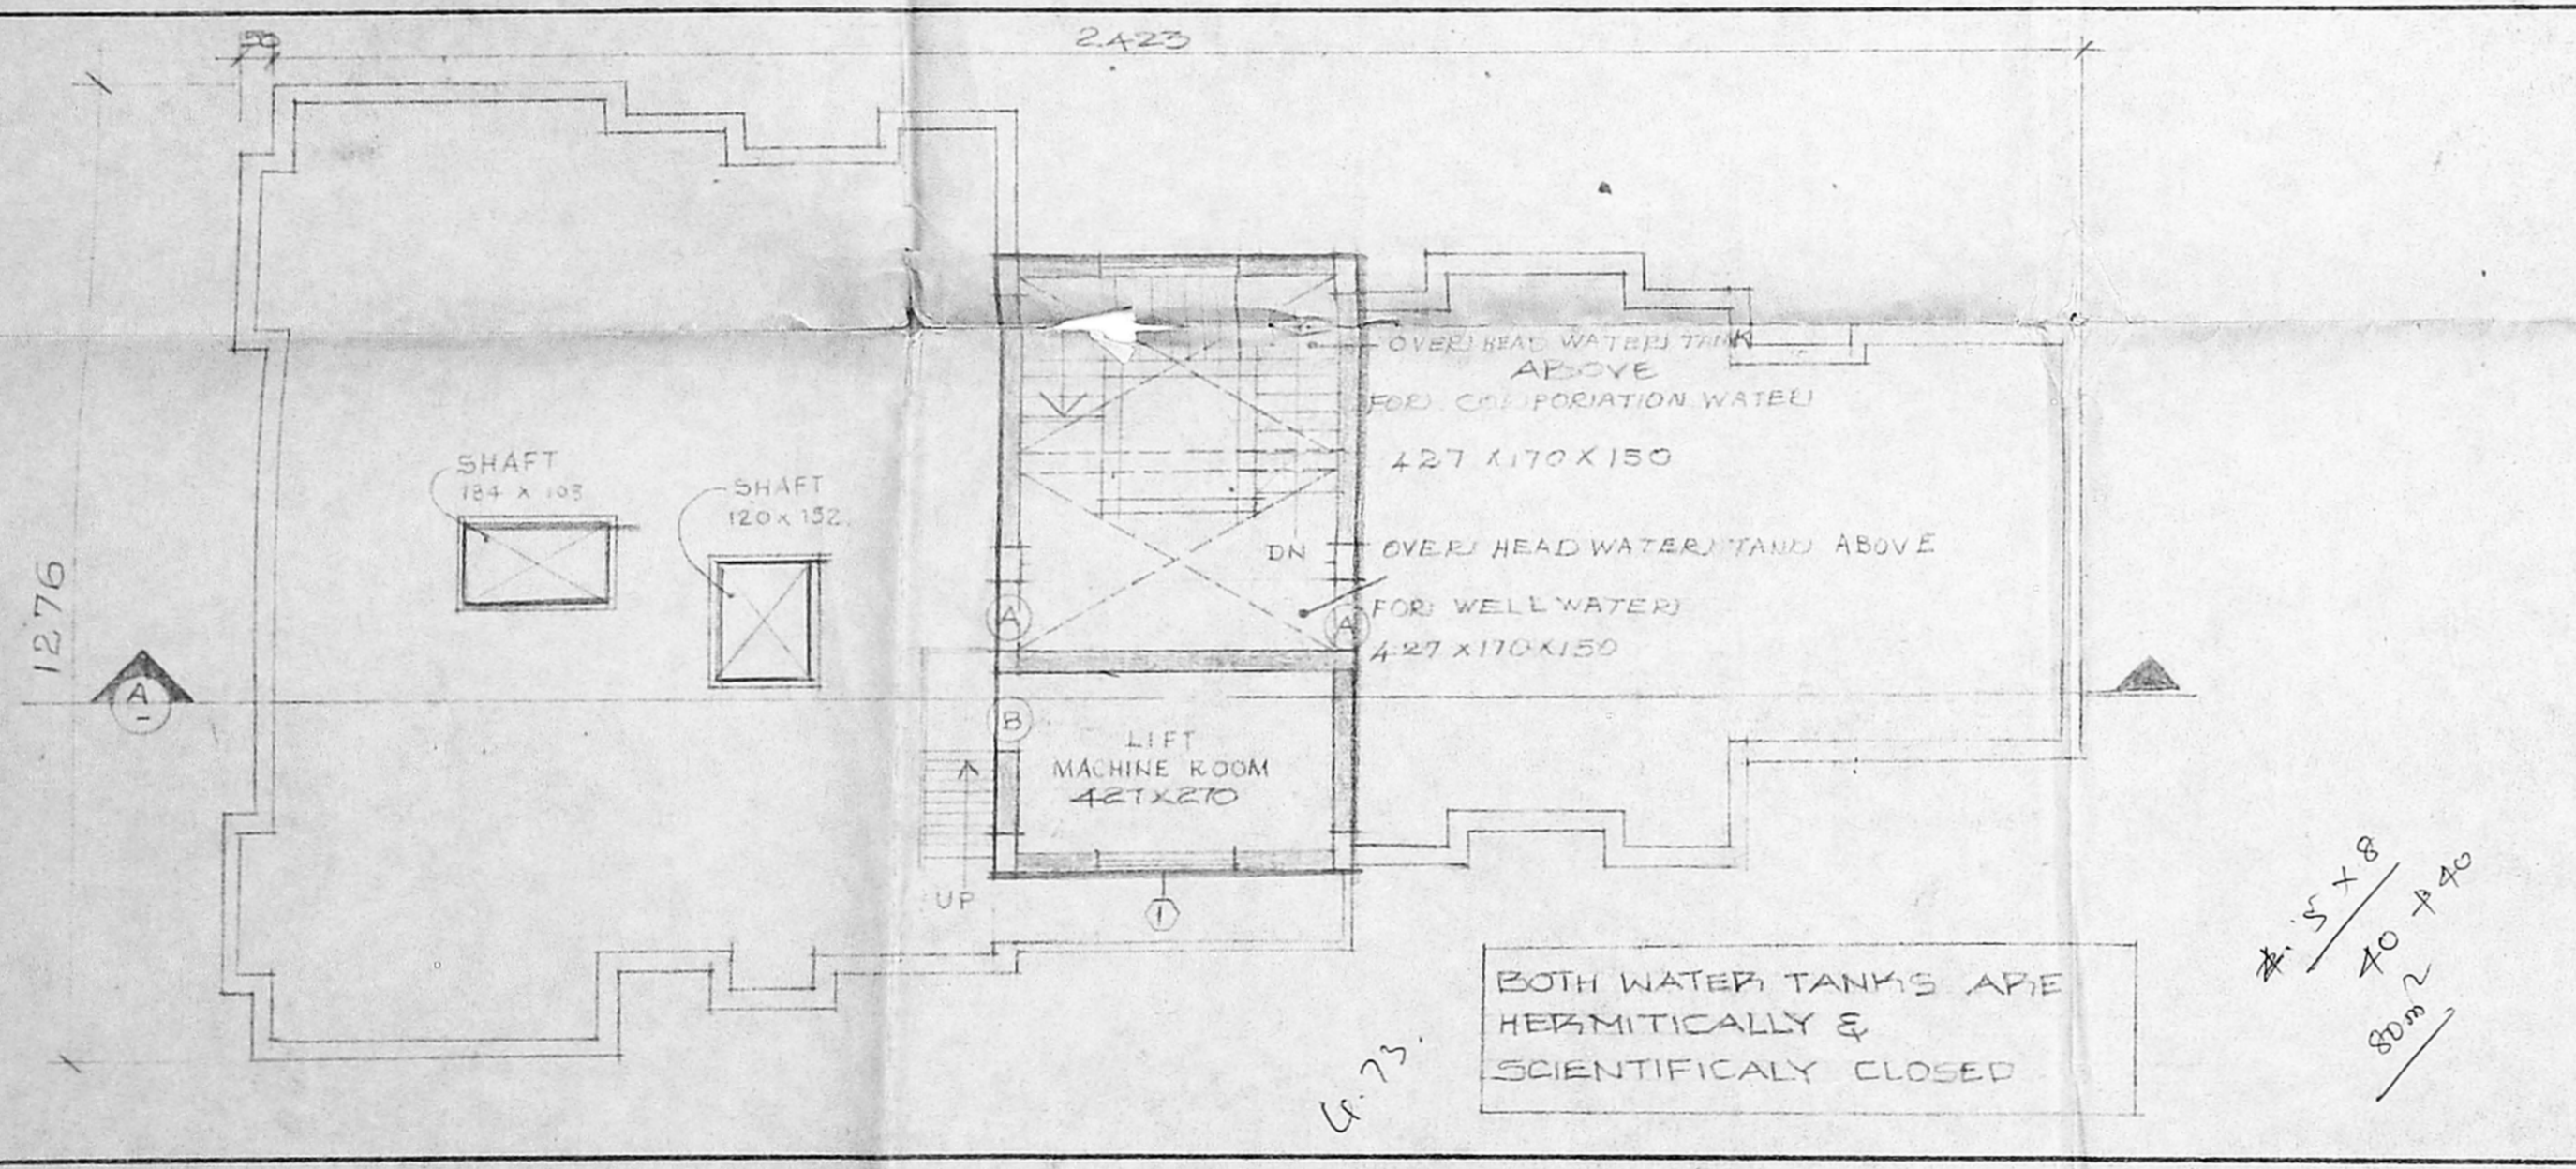 50
2423
OVER HEAD WATER TANK
ABOVE
FOR CORPORATION WATER
427 X 170 X 150
SHAFT
184 X 103
SHAFT
120 X 152
1276
DN
OVER HEAD WATER TANK ABOVE
FOR WELL WATER
427 X 170 X 150
A
A
A
B
LIFT
MACHINE ROOM
427 X 270
UP
1
BOTH WATER TANKS ARE
HERMITICALLY &
SCIENTIFICALY CLOSED
5 x 8
40 + 40
80m2